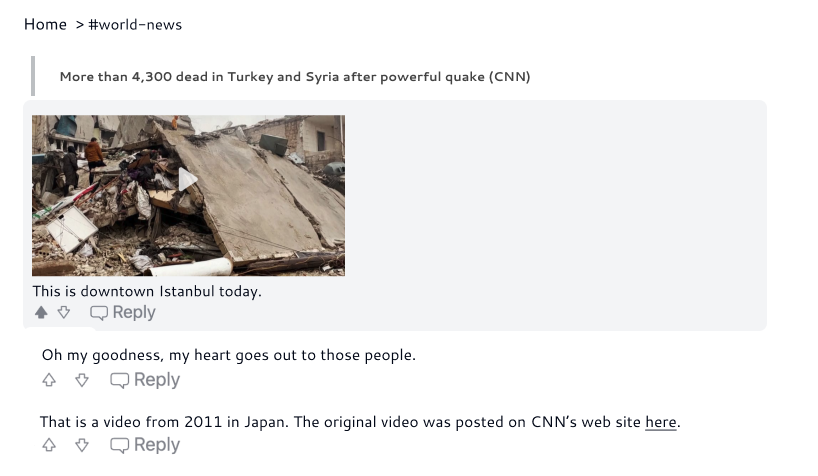 Home > #world-news
More than 4,300 dead in Turkey and Syria after powerful quake (CNN)
This is downtown Istanbul today.
Reply
Oh my goodness, my heart goes out to those people.
Reply
That is a video from 2011 in Japan. The original video was posted on CNN's web site here.
Reply